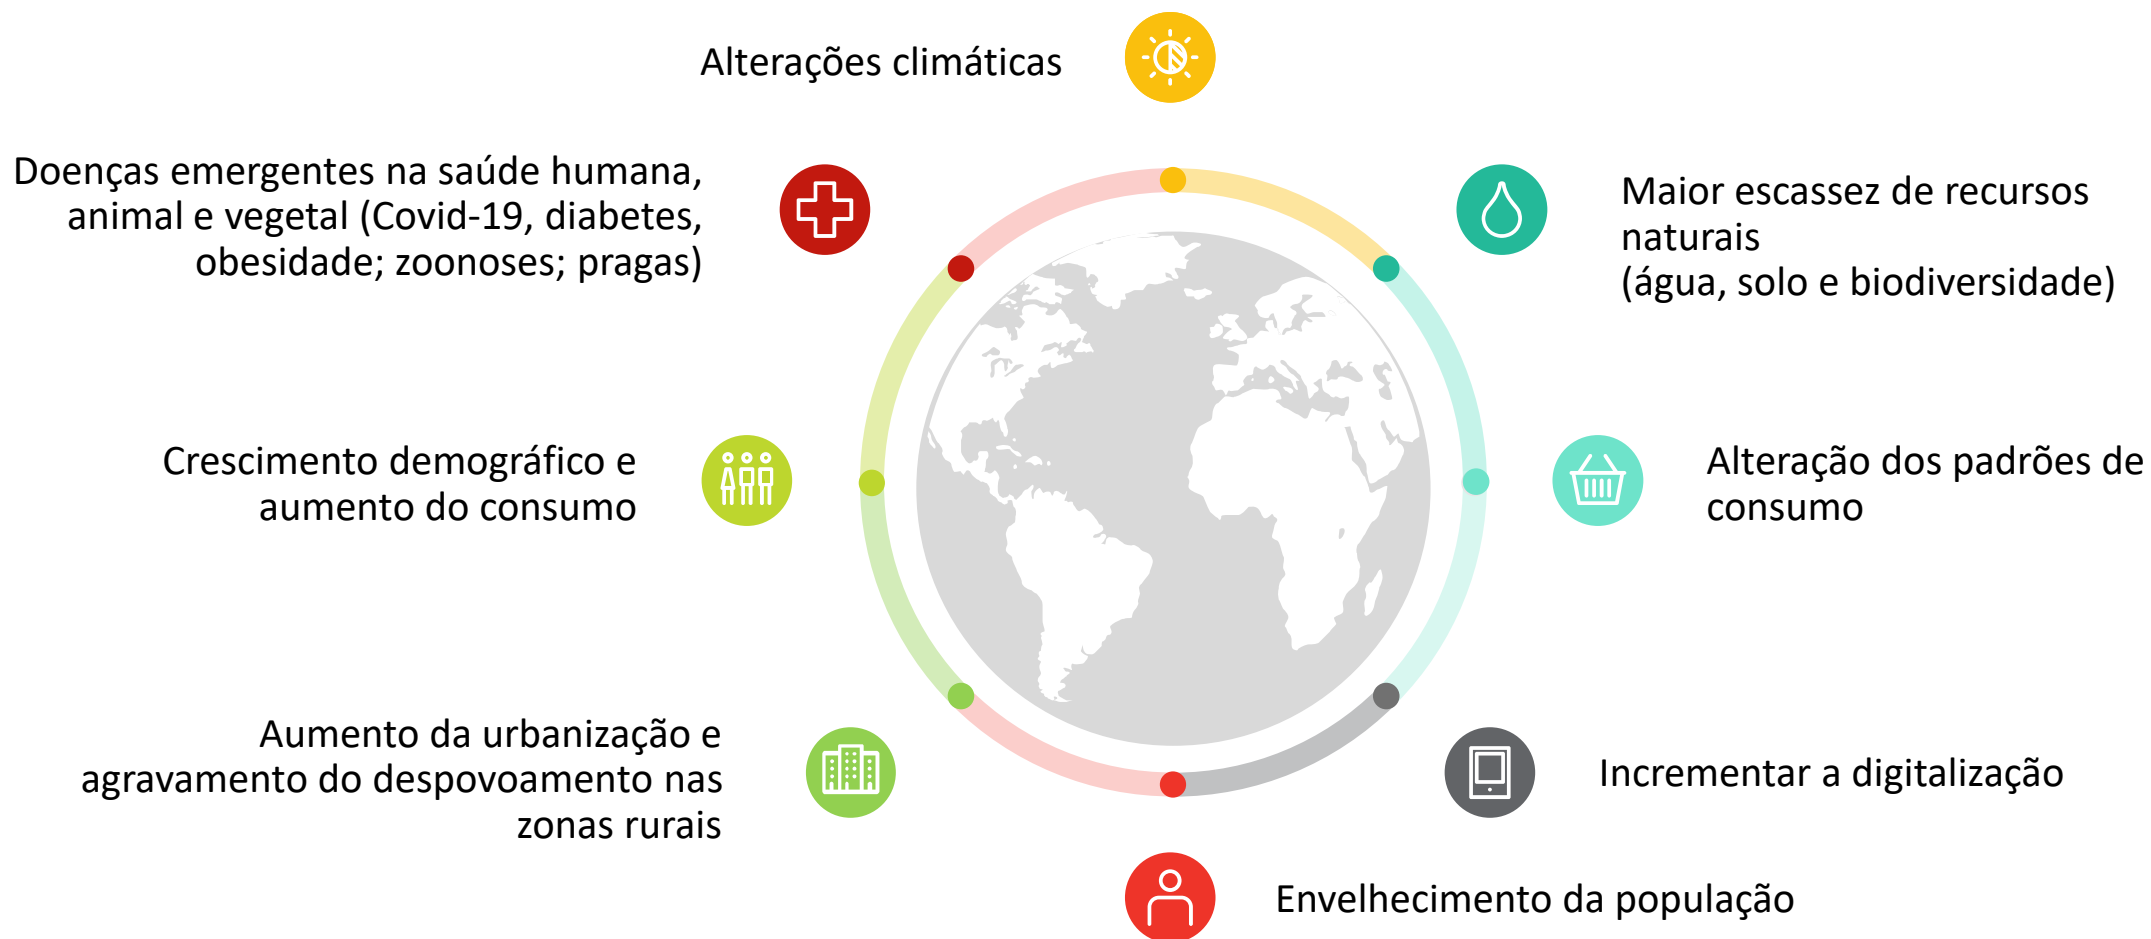 Alterações climáticas
Doenças emergentes na saúde humana,
animal e vegetal (Covid-19, diabetes,
obesidade; zoonoses; pragas)
Maior escassez de recursos
naturais
(água, solo e biodiversidade)
Crescimento demográfico e
aumento do consumo
Alteração dos padrões de
consumo
Aumento da urbanização e
agravamento do despovoamento nas
zonas rurais
Incrementar a digitalização
Envelhecimento da população